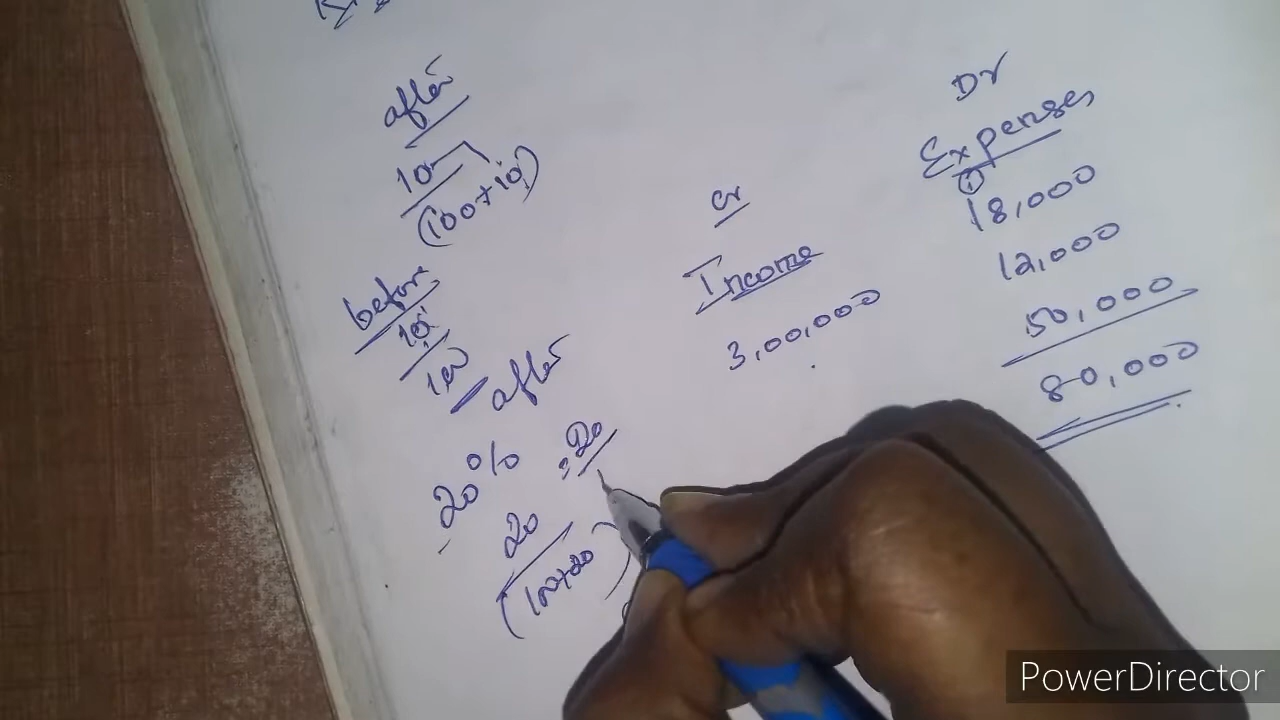 after
10
(100+10)
before
10
100
after
20% = 20
20
(100+20)
Cr
Income
3,00,000
Dr
Expenses
18,000
12,000
50,000
80,000
PowerDirector